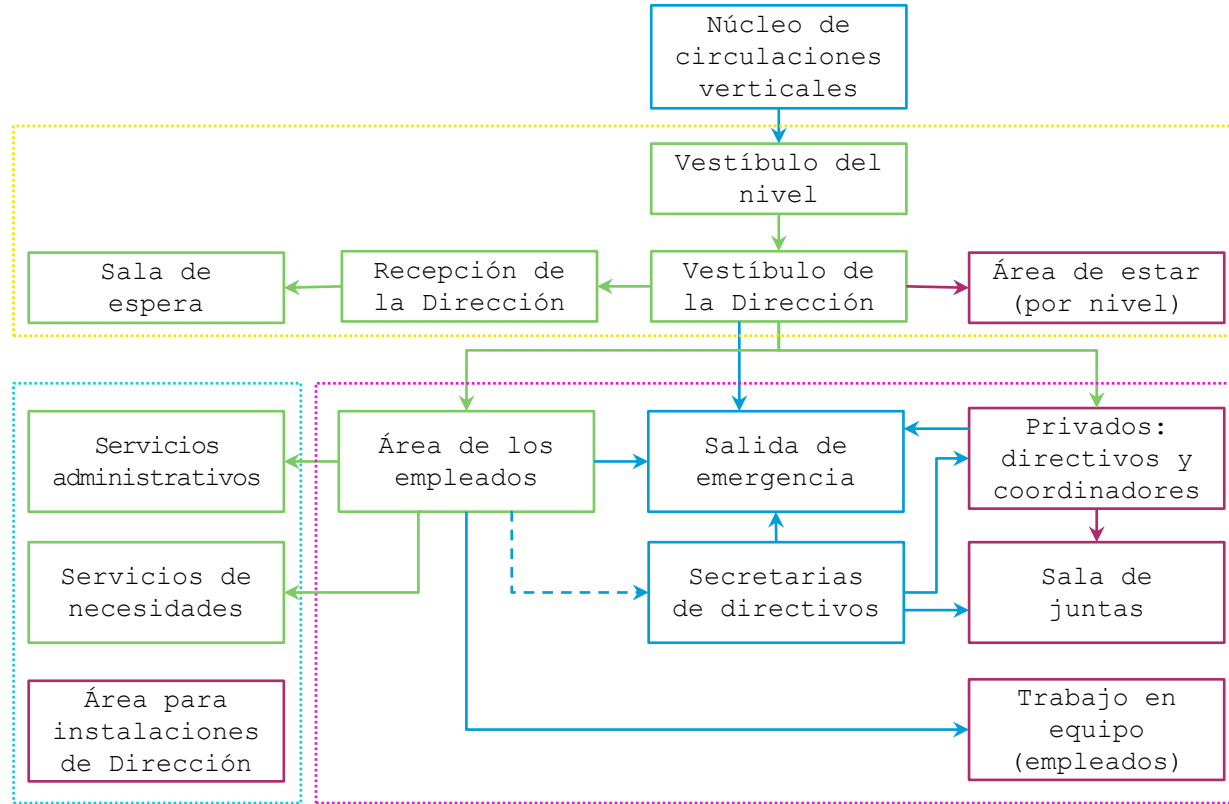 Núcleo de
circulaciones
verticales
Vestíbulo del
nivel
Sala de
espera
Recepción de
la Dirección
Vestíbulo de
la Dirección
Área de estar
(por nivel)
Servicios
administrativos
Área de los
empleados
Salida de
emergencia
Privados:
directivos y
coordinadores
Servicios de
necesidades
Secretarias
de directivos
Sala de
juntas
Área para
instalaciones
de Dirección
Trabajo en
equipo
(empleados)